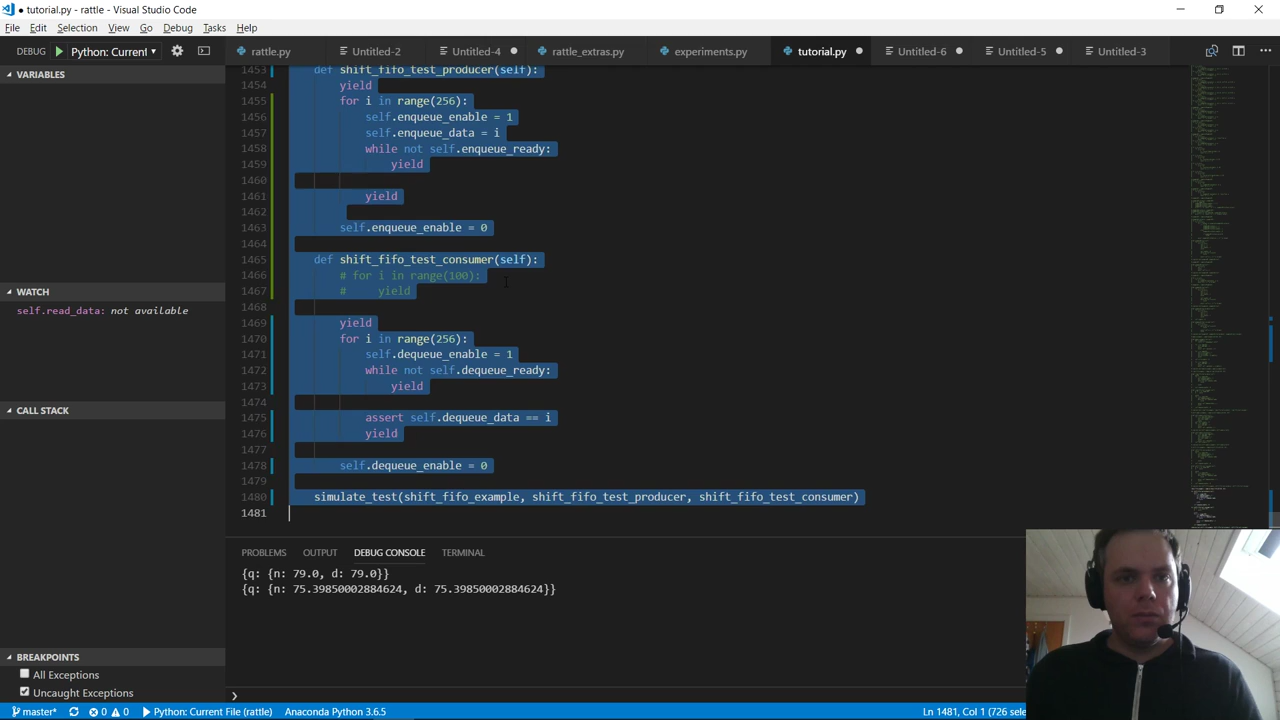 ● tutorial.py - rattle - Visual Studio Code
File Edit Selection View Go Debug Tasks Help
DEBUG Python: Current
rattle.py Untitled-2 Untitled-4 rattle_extras.py experiments.py tutorial.py Untitled-6 Untitled-5 Untitled-3
VARIABLES
WATCH
self.read_data: not available
CALL STACK
BREAKPOINTS
All Exceptions
Uncaught Exceptions
1453 def shift_fifo_test_producer(self):
1454 yield
1455 for i in range(256):
1456 self.enqueue_enable = 1
1457 self.enqueue_data = i
1458 while not self.enqueue_ready:
1459 yield
1460
1461 yield
1462
1463 self.enqueue_enable = 0
1464
1465 def shift_fifo_test_consumer(self):
1466 # for i in range(100):
1467 # yield
1468
1469 yield
1470 for i in range(256):
1471 self.dequeue_enable = 1
1472 while not self.dequeue_ready:
1473 yield
1474
1475 assert self.dequeue_data == i
1476 yield
1477
1478 self.dequeue_enable = 0
1479
1480 simulate_test(shift_fifo_example, shift_fifo_test_producer, shift_fifo_test_consumer)
1481
PROBLEMS OUTPUT DEBUG CONSOLE TERMINAL
{q: {n: 79.0, d: 79.0}}
{q: {n: 75.39850002884624, d: 75.39850002884624}}
master* 0 0 Python: Current File (rattle) Anaconda Python 3.6.5 Ln 1481, Col 1 (726 selec